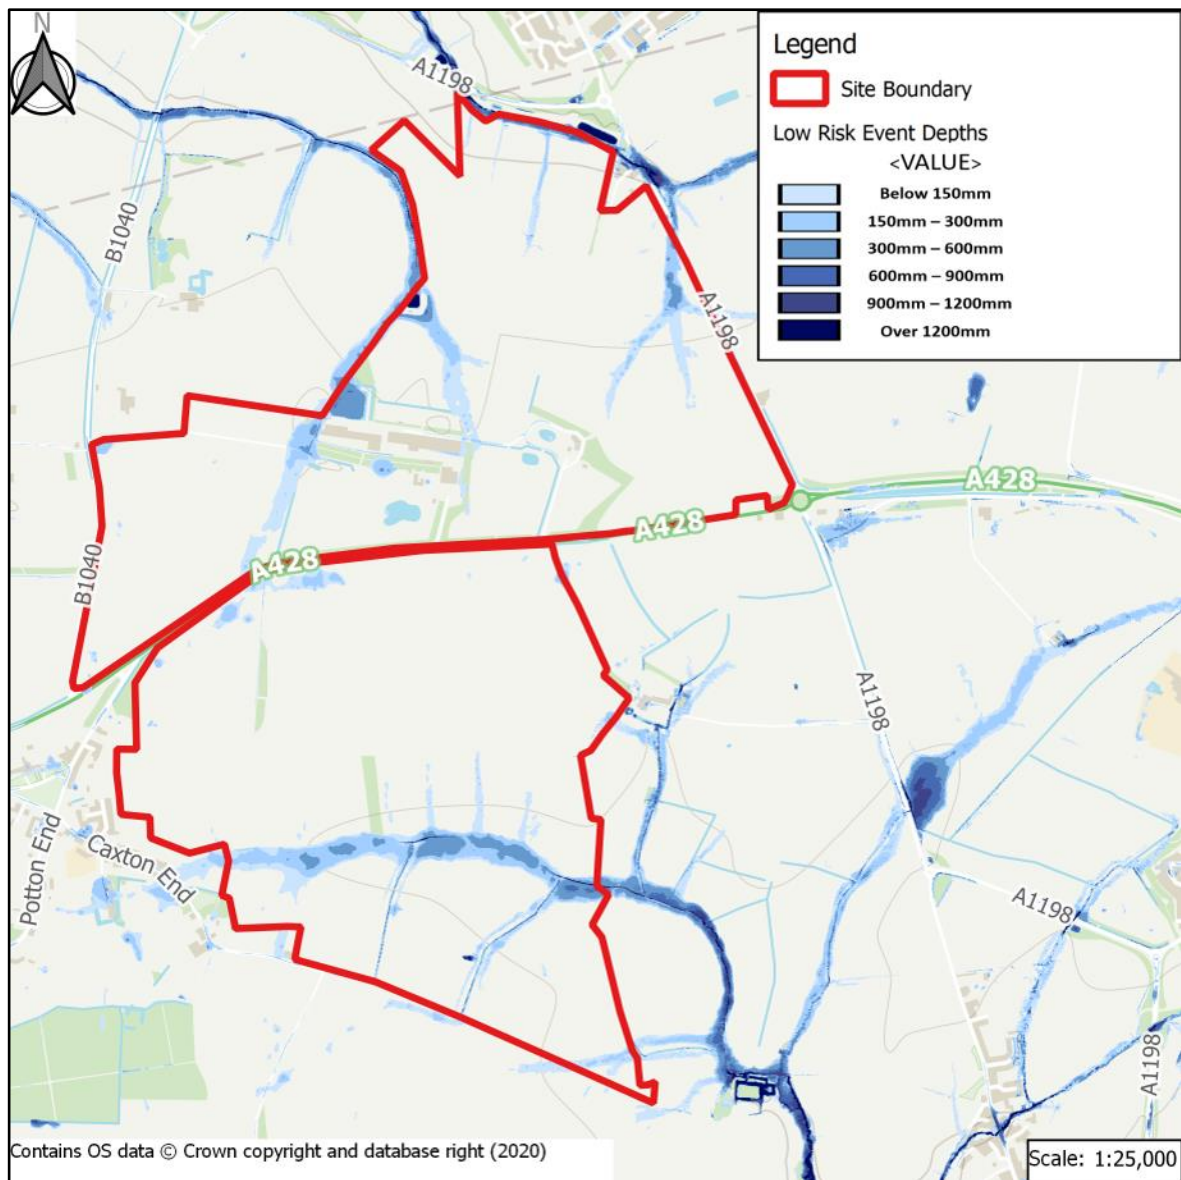 N
Legend
Site Boundary
Low Risk Event Depths
<VALUE>
Below 150mm
150mm – 300mm
300mm – 600mm
600mm – 900mm
900mm – 1200mm
Over 1200mm
A1198
B1040
A1198
A428
A428
A428
B1040
A1198
Potton End
Caxton End
A1198
A1198
Contains OS data © Crown copyright and database right (2020)
Scale: 1:25,000